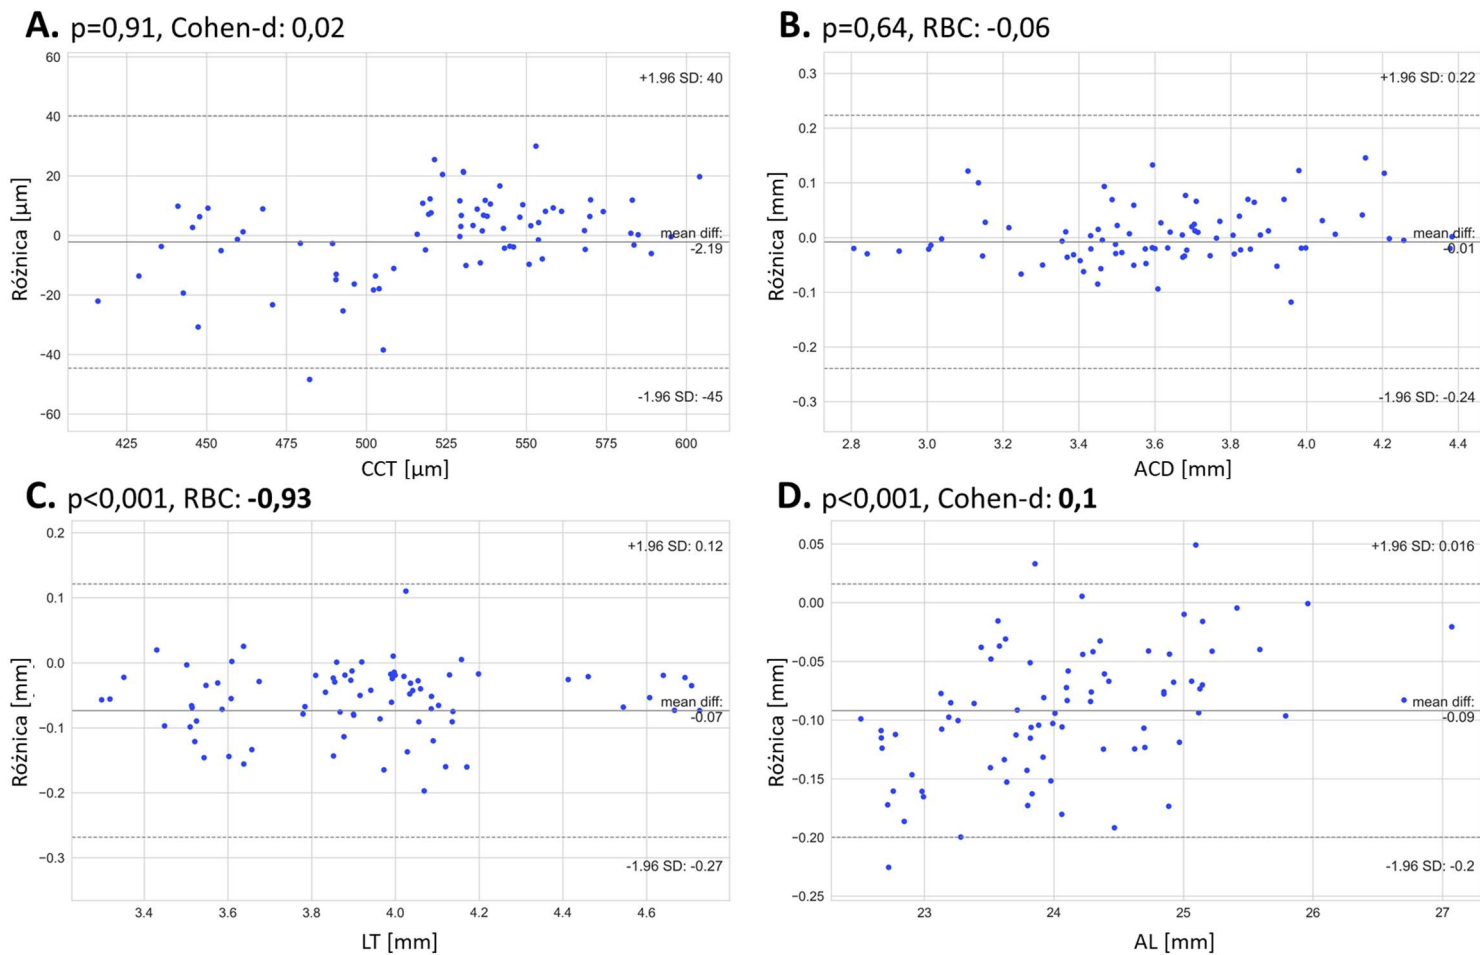 A. p=0,91, Cohen-d: 0,02
60
+1.96 SD: 40
40
20
0
mean diff:
-2.19
−20
−40
-1.96 SD: -45
−60
Różnica [µm]
425 450 475 500 525 550 575 600
CCT [µm]
B. p=0,64, RBC: -0,06
0.3
+1.96 SD: 0.22
0.2
0.1
0.0
mean diff:
-0.01
−0.1
−0.2
-1.96 SD: -0.24
−0.3
Różnica [mm]
2.8 3.0 3.2 3.4 3.6 3.8 4.0 4.2 4.4
ACD [mm]
C. p<0,001, RBC: -0,93
0.2
+1.96 SD: 0.12
0.1
0.0
mean diff:
-0.07
−0.1
−0.2
-1.96 SD: -0.27
−0.3
Różnica [mm]
3.4 3.6 3.8 4.0 4.2 4.4 4.6
LT [mm]
D. p<0,001, Cohen-d: 0,1
0.05
+1.96 SD: 0.016
0.00
−0.05
mean diff:
-0.09
−0.10
−0.15
−0.20
-1.96 SD: -0.2
−0.25
Różnica [mm]
23 24 25 26 27
AL [mm]